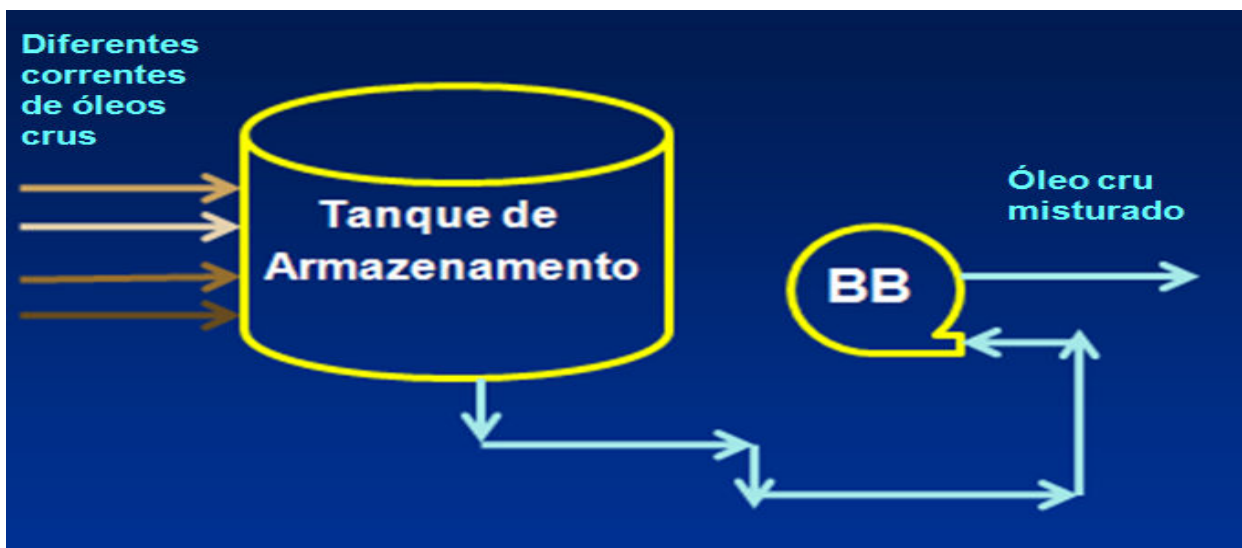 Diferentes
correntes
de óleos
crus
Tanque de
Armazenamento
BB
Óleo cru
misturado